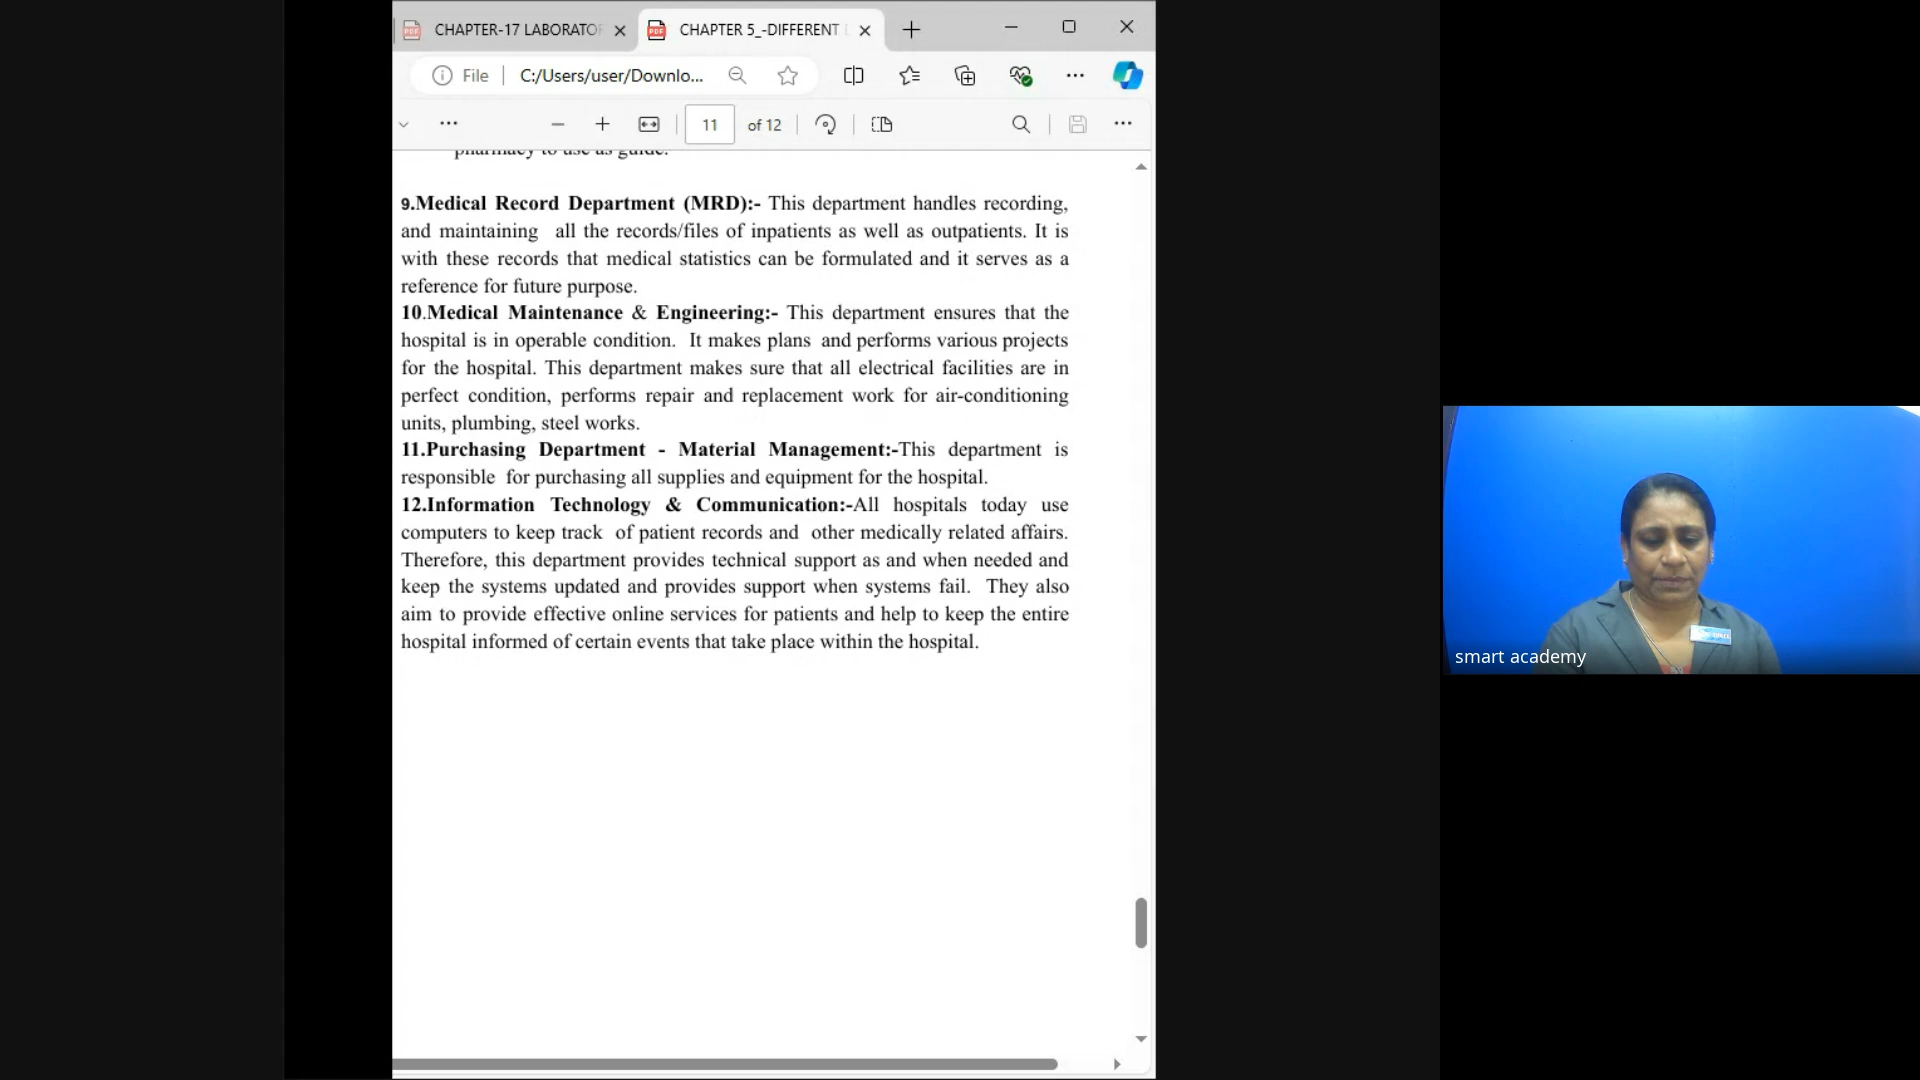 CHAPTER-17 LABORATOR
CHAPTER 5_-DIFFERENT
File
C:/Users/user/Downlo...
11 of 12
pharmacy to use as guide.
9.Medical Record Department (MRD):- This department handles recording,
and maintaining all the records/files of inpatients as well as outpatients. It is
with these records that medical statistics can be formulated and it serves as a
reference for future purpose.
10.Medical Maintenance & Engineering:- This department ensures that the
hospital is in operable condition. It makes plans and performs various projects
for the hospital. This department makes sure that all electrical facilities are in
perfect condition, performs repair and replacement work for air-conditioning
units, plumbing, steel works.
11.Purchasing Department - Material Management:-This department is
responsible for purchasing all supplies and equipment for the hospital.
12.Information Technology & Communication:-All hospitals today use
computers to keep track of patient records and other medically related affairs.
Therefore, this department provides technical support as and when needed and
keep the systems updated and provides support when systems fail. They also
aim to provide effective online services for patients and help to keep the entire
hospital informed of certain events that take place within the hospital.
smart academy